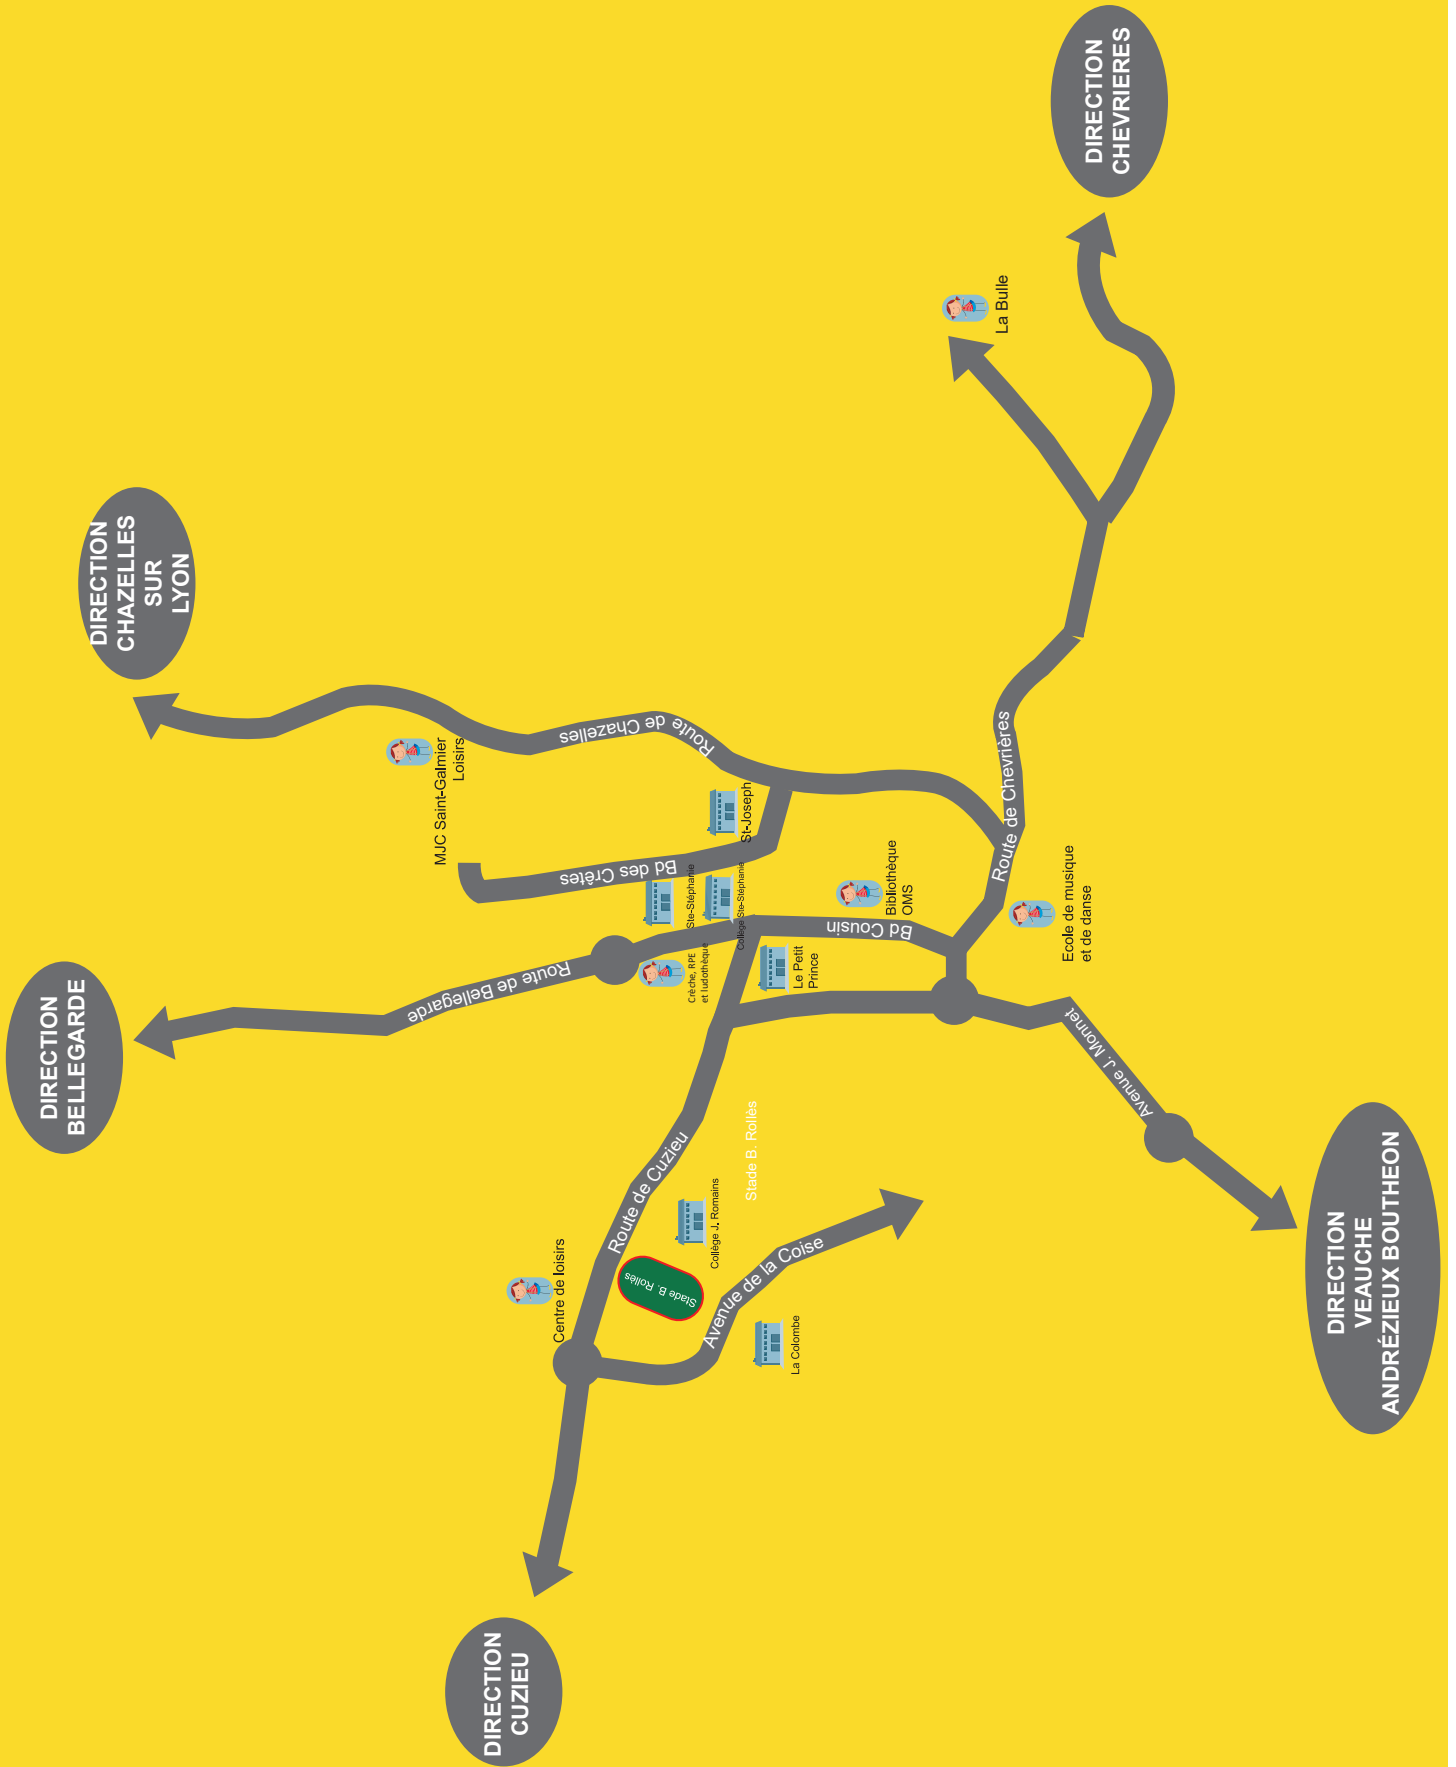 DIRECTION
CUZIEU
DIRECTION
BELLEGARDE
DIRECTION
CHAZELLES
SUR
LYON
DIRECTION
CHEVRIERES
DIRECTION
VEAUCHE
ANDRÉZIEUX BOUTHEON
MJC Saint-Galmier
Loisirs
Route de Chazelles
Bd des Crêtes
St-Joseph
Ste-Stéphanie
Collège Ste-Stéphanie
Route de Bellegarde
Crèche, RPE
et ludothèque
Le Petit
Prince
Bd Cousin
Bibliothèque
OMS
Route de Chevrières
La Bulle
Ecole de musique
et de danse
Avenue J. Monnet
Centre de loisirs
Route de Cuzieu
Collège J. Romains
Stade B. Rollès
Stade B. Rollès
Avenue de la Coise
La Colombe